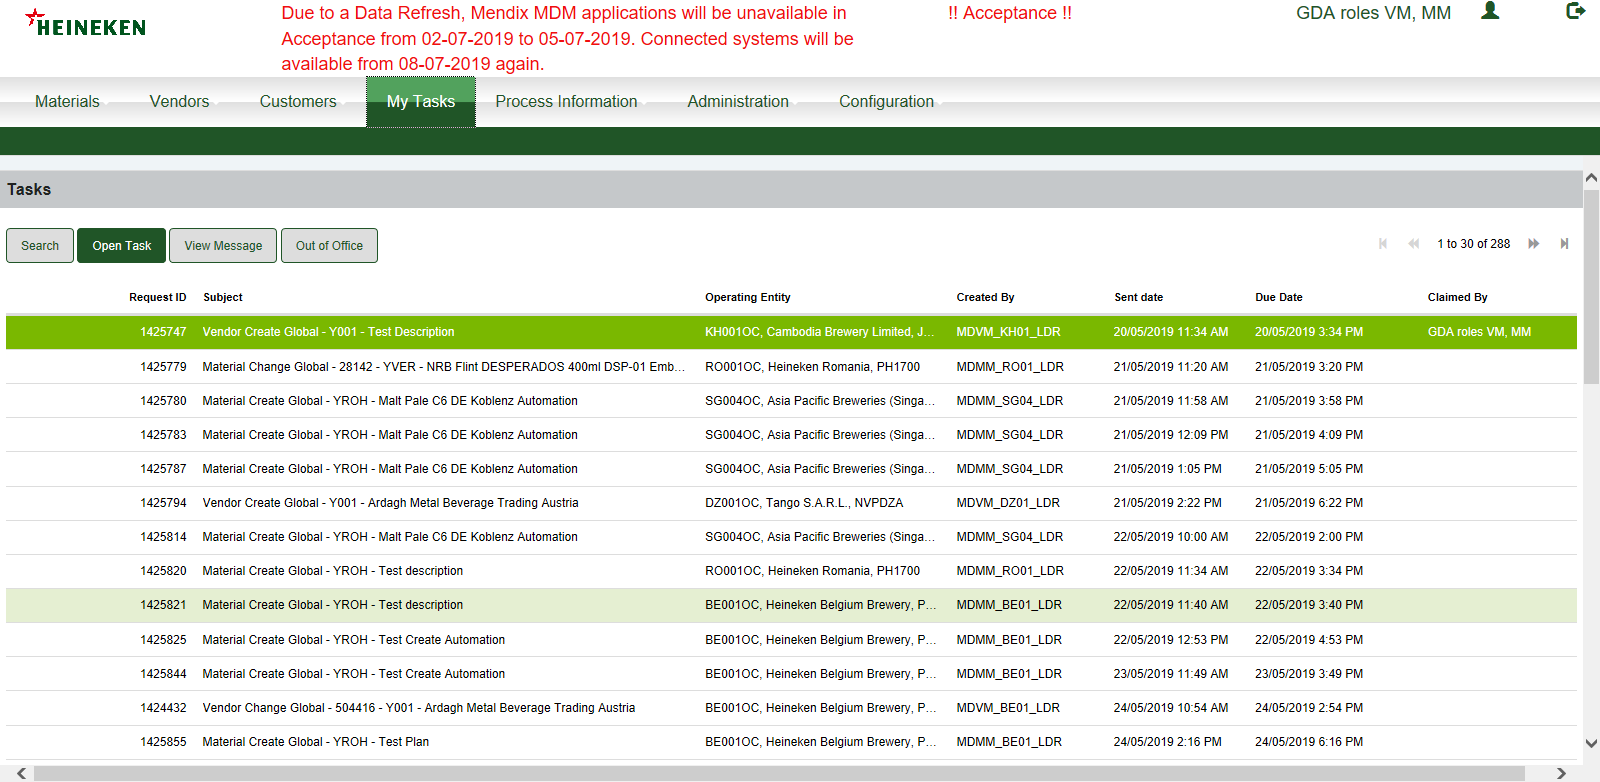 HEINEKEN
Due to a Data Refresh, Mendix MDM applications will be unavailable in
Acceptance from 02-07-2019 to 05-07-2019. Connected systems will be
available from 08-07-2019 again.
!! Acceptance !!
GDA roles VM, MM
Materials Vendors Customers My Tasks Process Information Administration Configuration
Tasks
Search Open Task View Message Out of Office 1 to 30 of 288
Request ID Subject Operating Entity Created By Sent date Due Date Claimed By
1425747 Vendor Create Global - Y001 - Test Description KH001OC, Cambodia Brewery Limited, J... MDVM_KH01_LDR 20/05/2019 11:34 AM 20/05/2019 3:34 PM GDA roles VM, MM
1425779 Material Change Global - 28142 - YVER - NRB Flint DESPERADOS 400ml DSP-01 Emb... RO001OC, Heineken Romania, PH1700 MDMM_RO01_LDR 21/05/2019 11:20 AM 21/05/2019 3:20 PM
1425780 Material Create Global - YROH - Malt Pale C6 DE Koblenz Automation SG004OC, Asia Pacific Breweries (Singa... MDMM_SG04_LDR 21/05/2019 11:58 AM 21/05/2019 3:58 PM
1425783 Material Create Global - YROH - Malt Pale C6 DE Koblenz Automation SG004OC, Asia Pacific Breweries (Singa... MDMM_SG04_LDR 21/05/2019 12:09 PM 21/05/2019 4:09 PM
1425787 Material Create Global - YROH - Malt Pale C6 DE Koblenz Automation SG004OC, Asia Pacific Breweries (Singa... MDMM_SG04_LDR 21/05/2019 1:05 PM 21/05/2019 5:05 PM
1425794 Vendor Create Global - Y001 - Ardagh Metal Beverage Trading Austria DZ001OC, Tango S.A.R.L., NVPDZA MDVM_DZ01_LDR 21/05/2019 2:22 PM 21/05/2019 6:22 PM
1425814 Material Create Global - YROH - Malt Pale C6 DE Koblenz Automation SG004OC, Asia Pacific Breweries (Singa... MDMM_SG04_LDR 22/05/2019 10:00 AM 22/05/2019 2:00 PM
1425820 Material Create Global - YROH - Test description RO001OC, Heineken Romania, PH1700 MDMM_RO01_LDR 22/05/2019 11:34 AM 22/05/2019 3:34 PM
1425821 Material Create Global - YROH - Test description BE001OC, Heineken Belgium Brewery, P... MDMM_BE01_LDR 22/05/2019 11:40 AM 22/05/2019 3:40 PM
1425825 Material Create Global - YROH - Test Create Automation BE001OC, Heineken Belgium Brewery, P... MDMM_BE01_LDR 22/05/2019 12:53 PM 22/05/2019 4:53 PM
1425844 Material Create Global - YROH - Test Create Automation BE001OC, Heineken Belgium Brewery, P... MDMM_BE01_LDR 23/05/2019 11:49 AM 23/05/2019 3:49 PM
1424432 Vendor Change Global - 504416 - Y001 - Ardagh Metal Beverage Trading Austria BE001OC, Heineken Belgium Brewery, P... MDVM_BE01_LDR 24/05/2019 10:54 AM 24/05/2019 2:54 PM
1425855 Material Create Global - YROH - Test Plan BE001OC, Heineken Belgium Brewery, P... MDMM_BE01_LDR 24/05/2019 2:16 PM 24/05/2019 6:16 PM